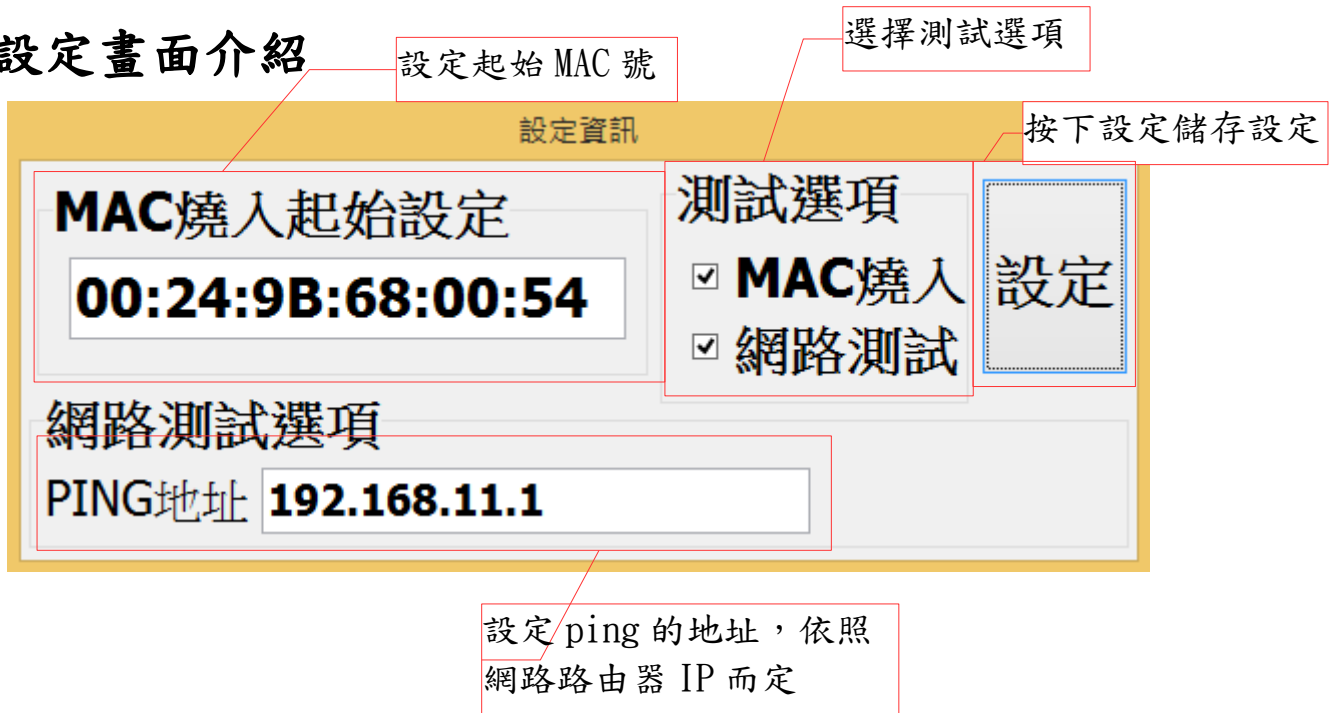 設定畫面介紹
設定起始 MAC 號
選擇測試選項
按下設定儲存設定
設定資訊
MAC燒入起始設定
00:24:9B:68:00:54
測試選項
MAC燒入
網路測試
設定
網路測試選項
PING地址 192.168.11.1
設定 ping 的地址，依照
網路路由器 IP 而定